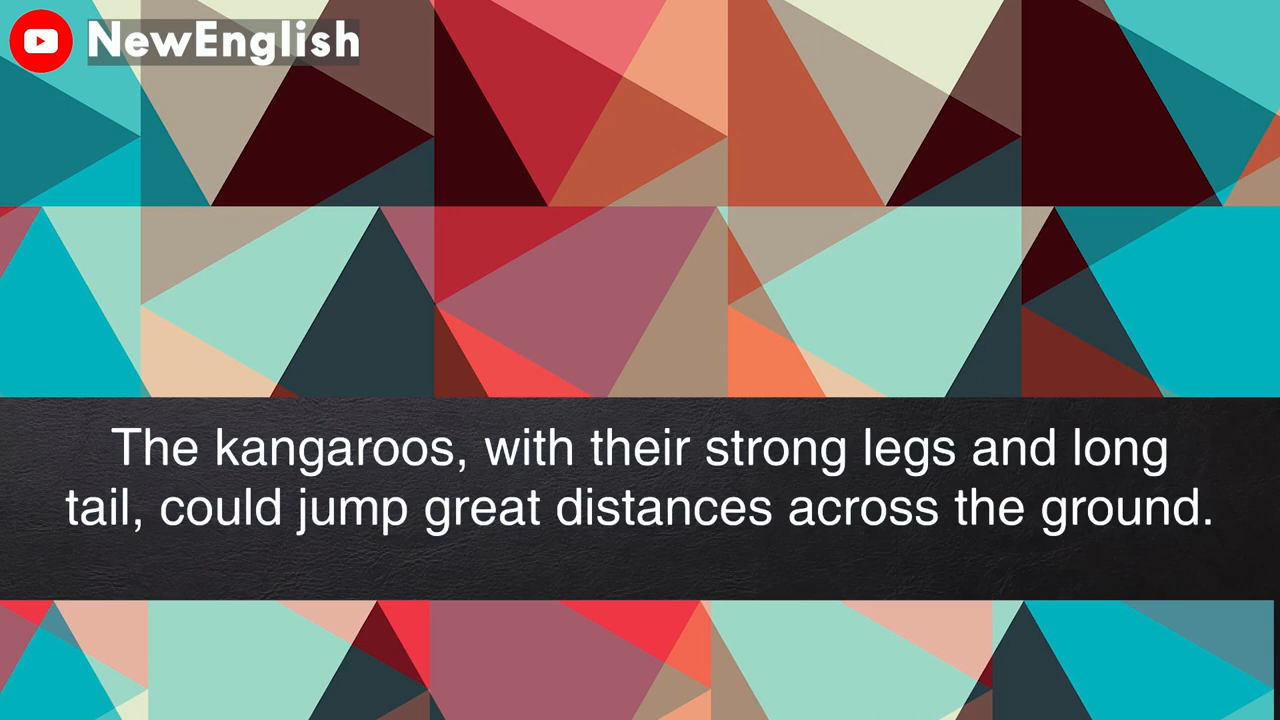 NewEnglish
The kangaroos, with their strong legs and long
tail, could jump great distances across the ground.